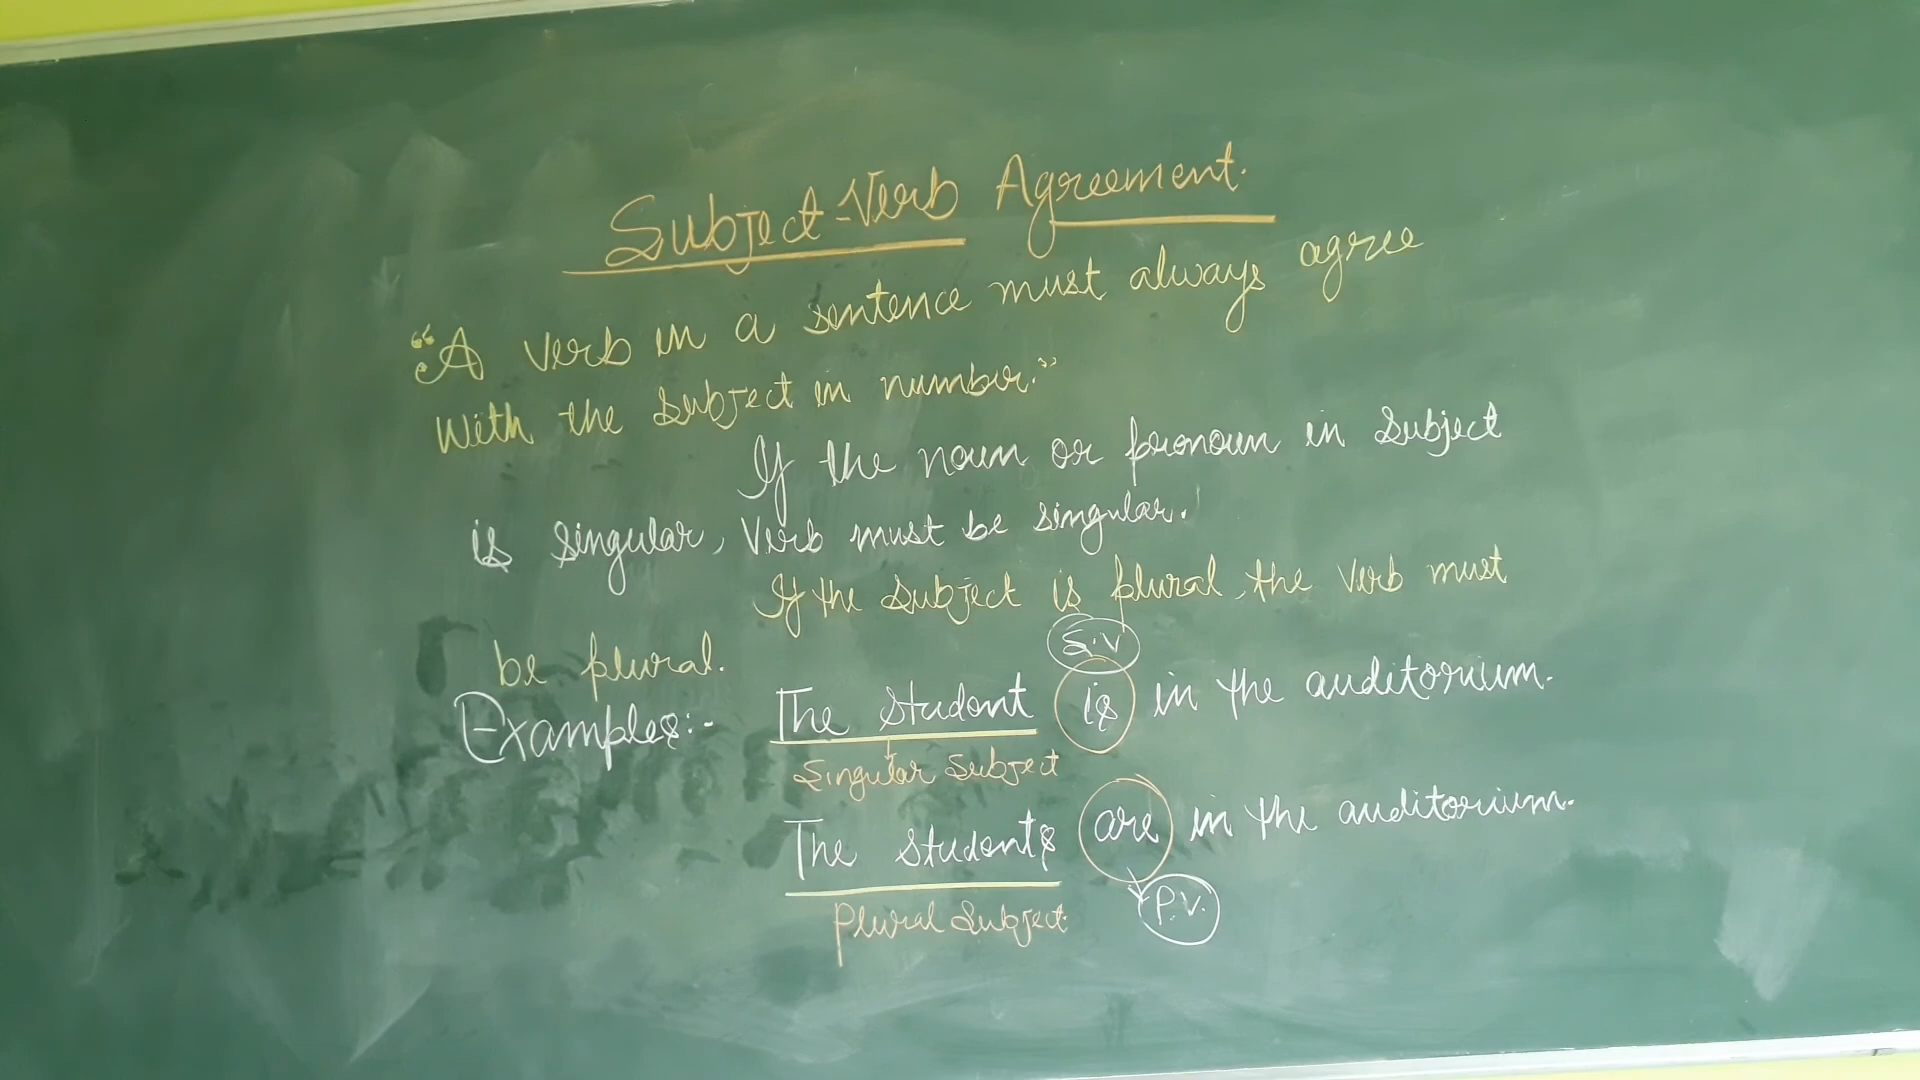 Subject-Verb Agreement.
“A verb in a sentence must always agree
with the subject in number.”
If the noun or pronoun in subject
is singular, verb must be singular.
If the subject is plural, the verb must
be plural.
S.V
Examples:- The student is in the auditorium.
Singular Subject
The students are in the auditorium.
Plural Subject.
P.V.